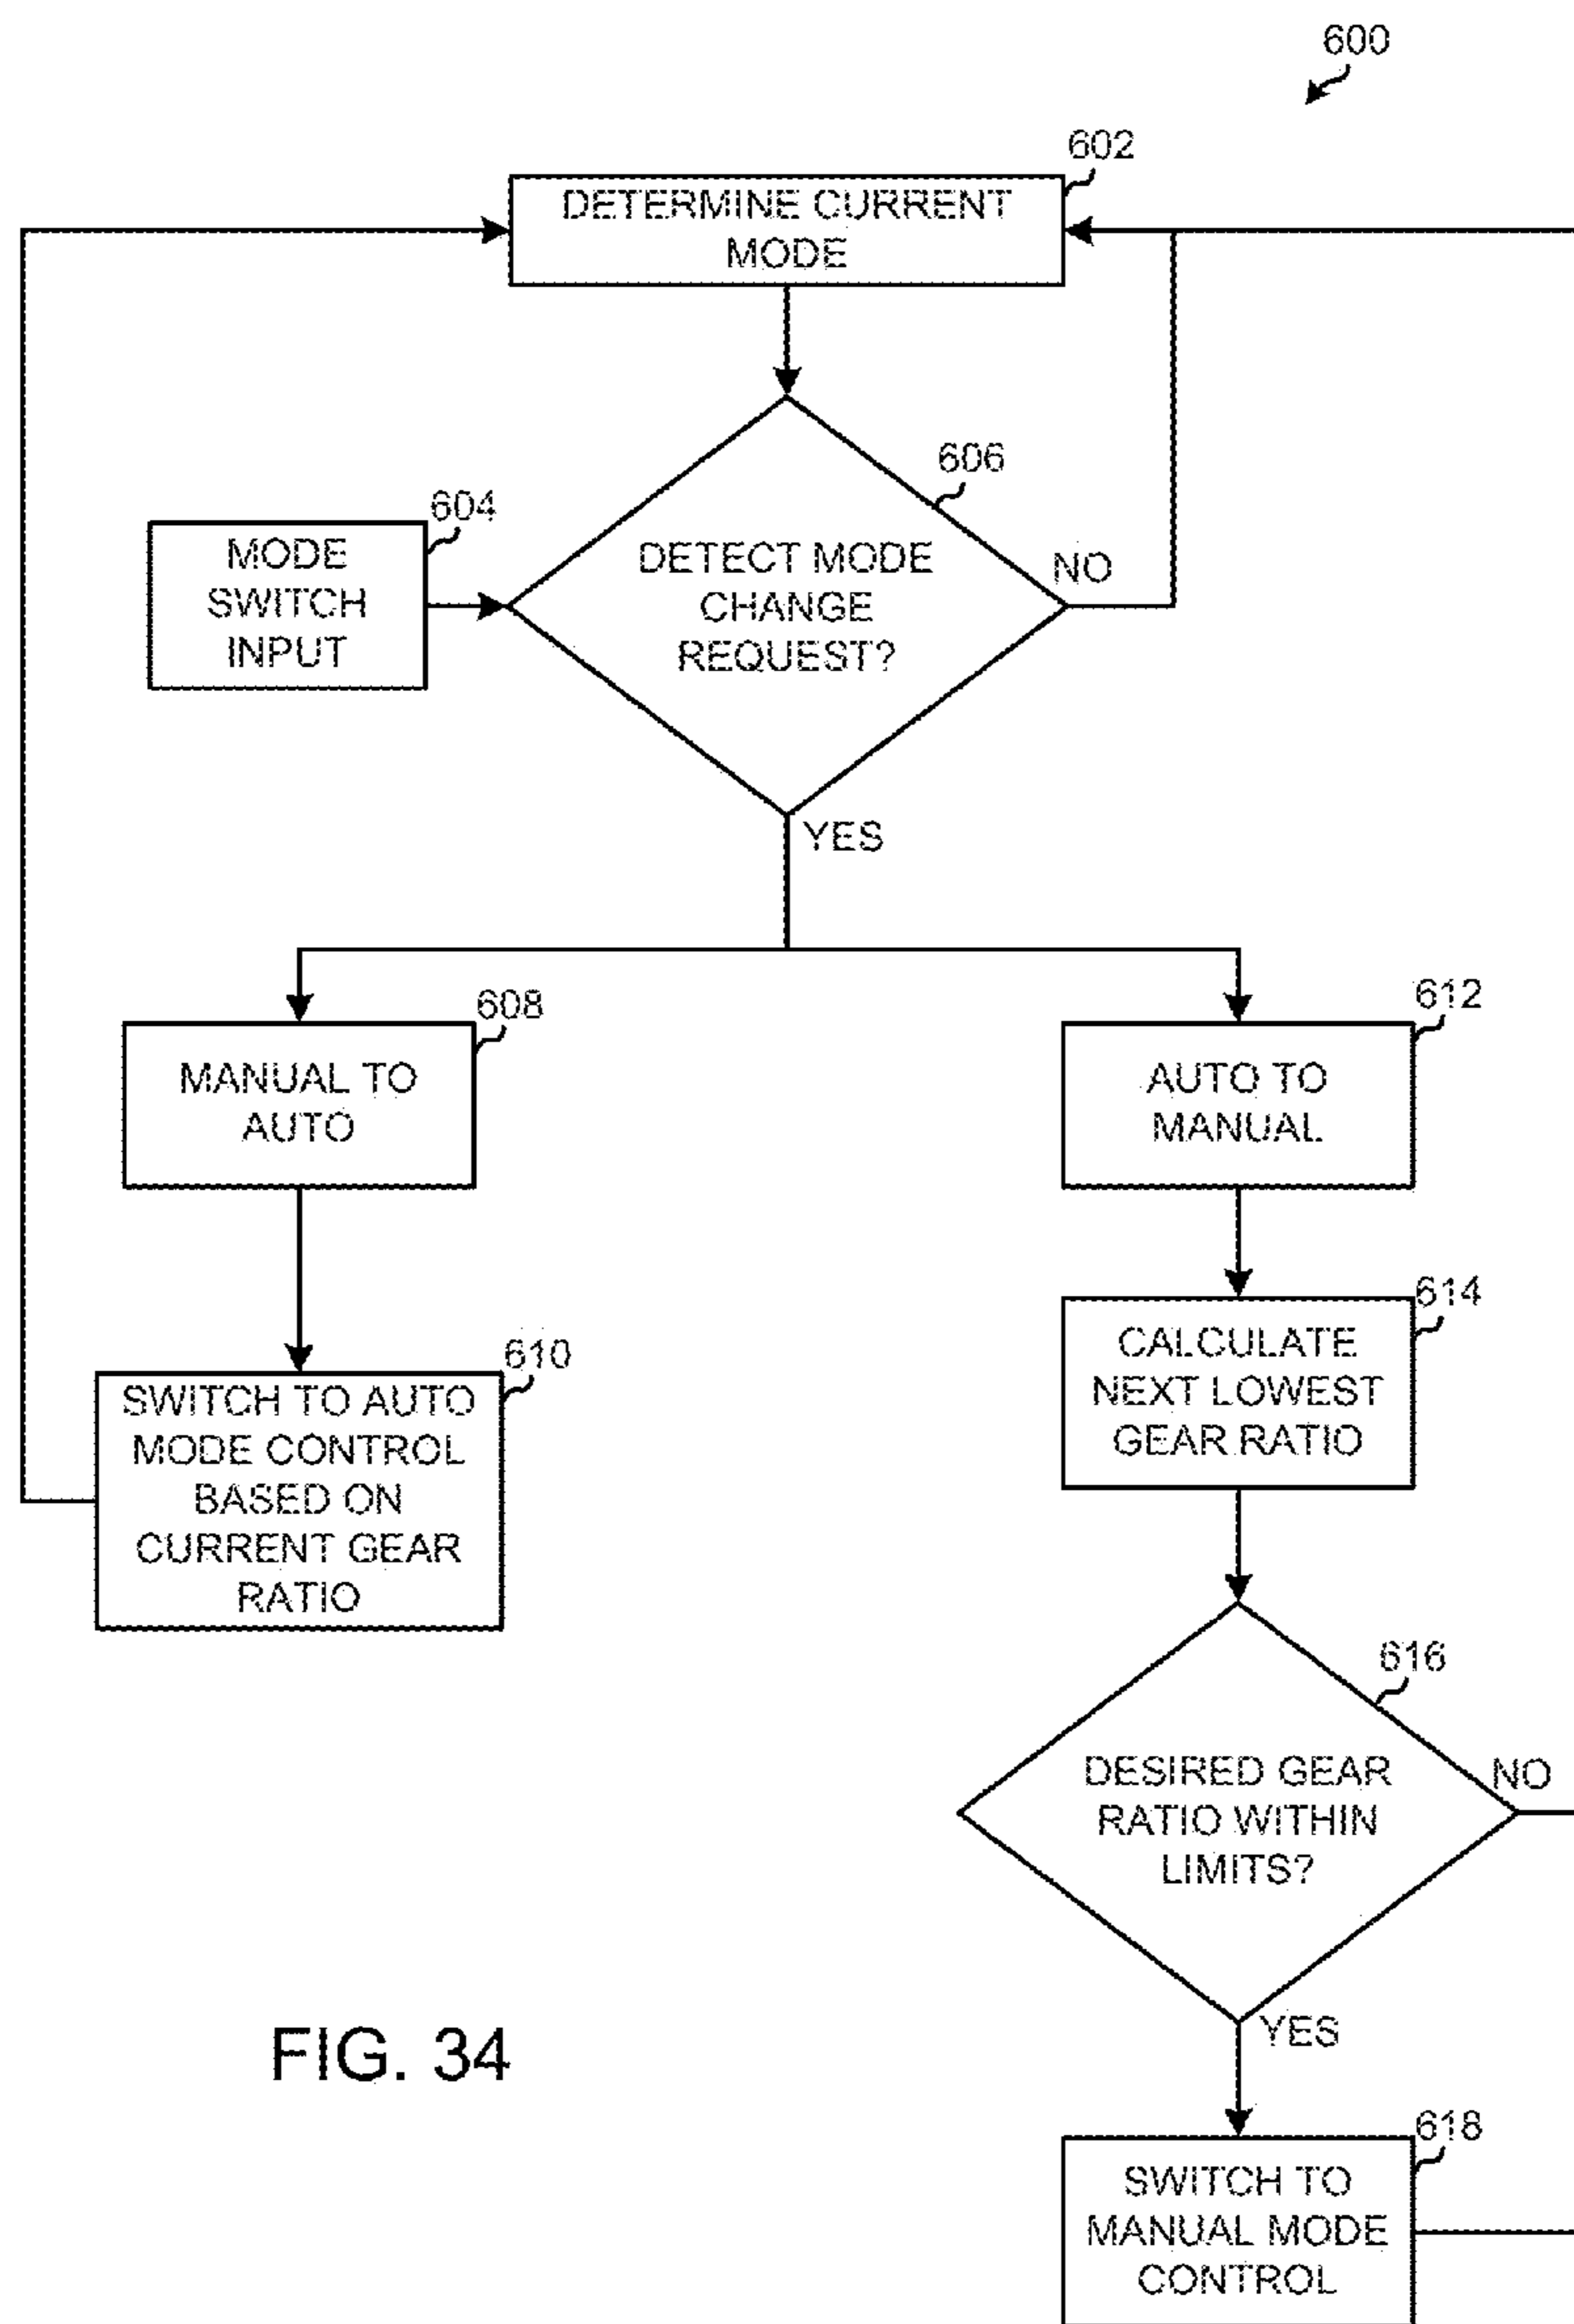 600
602
DETERMINE CURRENT
MODE
606
604
MODE
SWITCH
INPUT
DETECT MODE
CHANGE
REQUEST?
NO
YES
608
MANUAL TO
AUTO
612
AUTO TO
MANUAL
614
CALCULATE
NEXT LOWEST
GEAR RATIO
610
SWITCH TO AUTO
MODE CONTROL
BASED ON
CURRENT GEAR
RATIO
616
DESIRED GEAR
RATIO WITHIN
LIMITS?
NO
YES
FIG. 34
618
SWITCH TO
MANUAL MODE
CONTROL